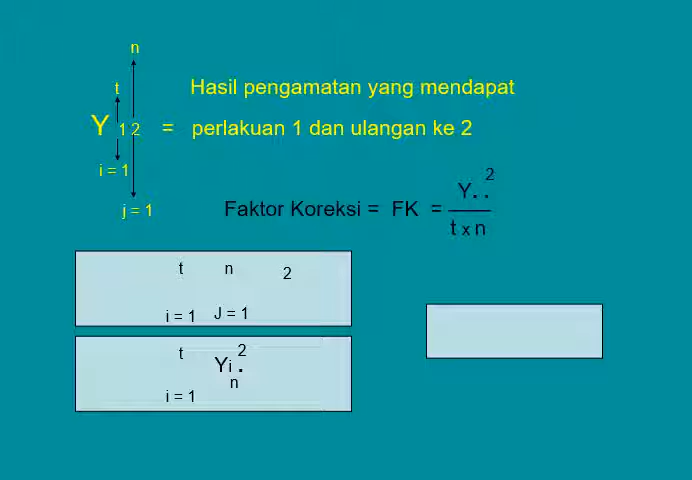 n
t
Hasil pengamatan yang mendapat
Y 1 2 = perlakuan 1 dan ulangan ke 2
i = 1
j = 1
2
Y. .
Faktor Koreksi = FK =
t x n
t n 2
i = 1 J = 1
t 2
Yi .
n
i = 1